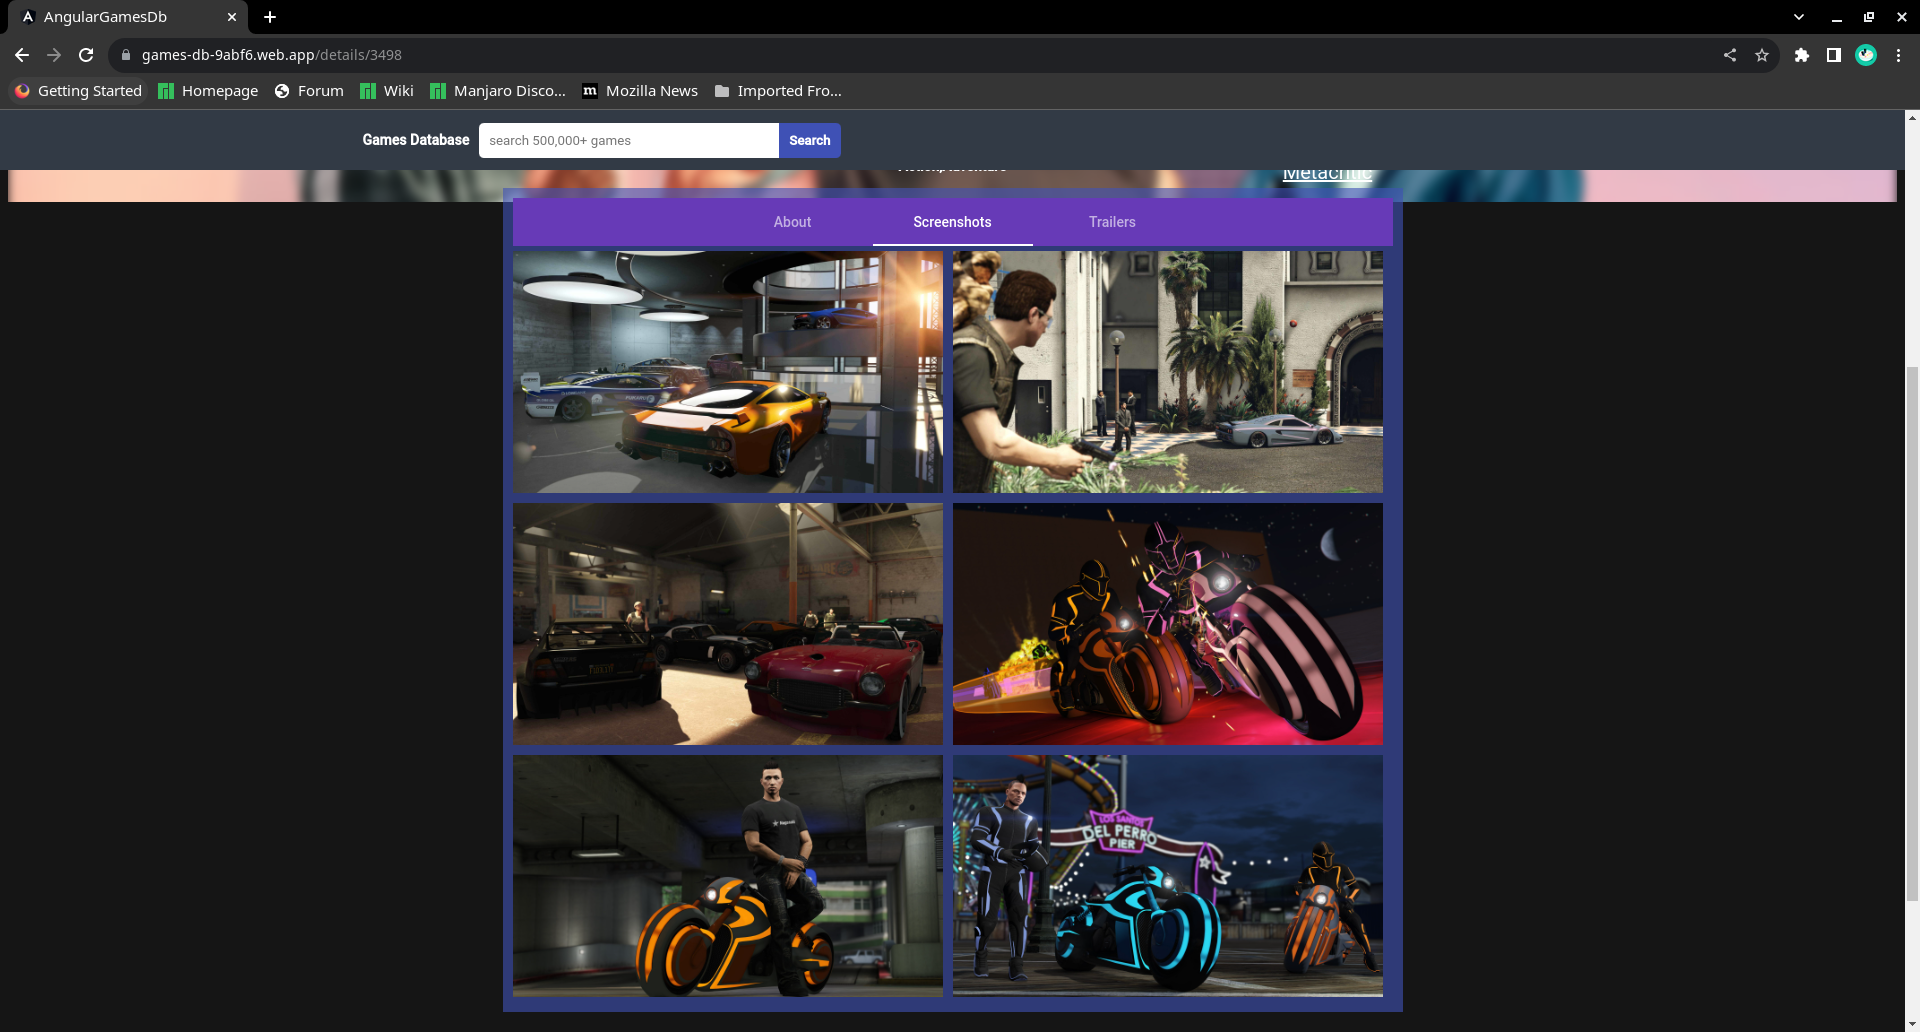 AngularGamesDb
games-db-9abf6.web.app/details/3498
Getting Started
Homepage
Forum
Wiki
Manjaro Disco...
m
Mozilla News
Imported Fro...
Games Database
search 500,000+ games
Search
Metacritic
About
Screenshots
Trailers
LOS SANTOS
DEL PERRO
PIER